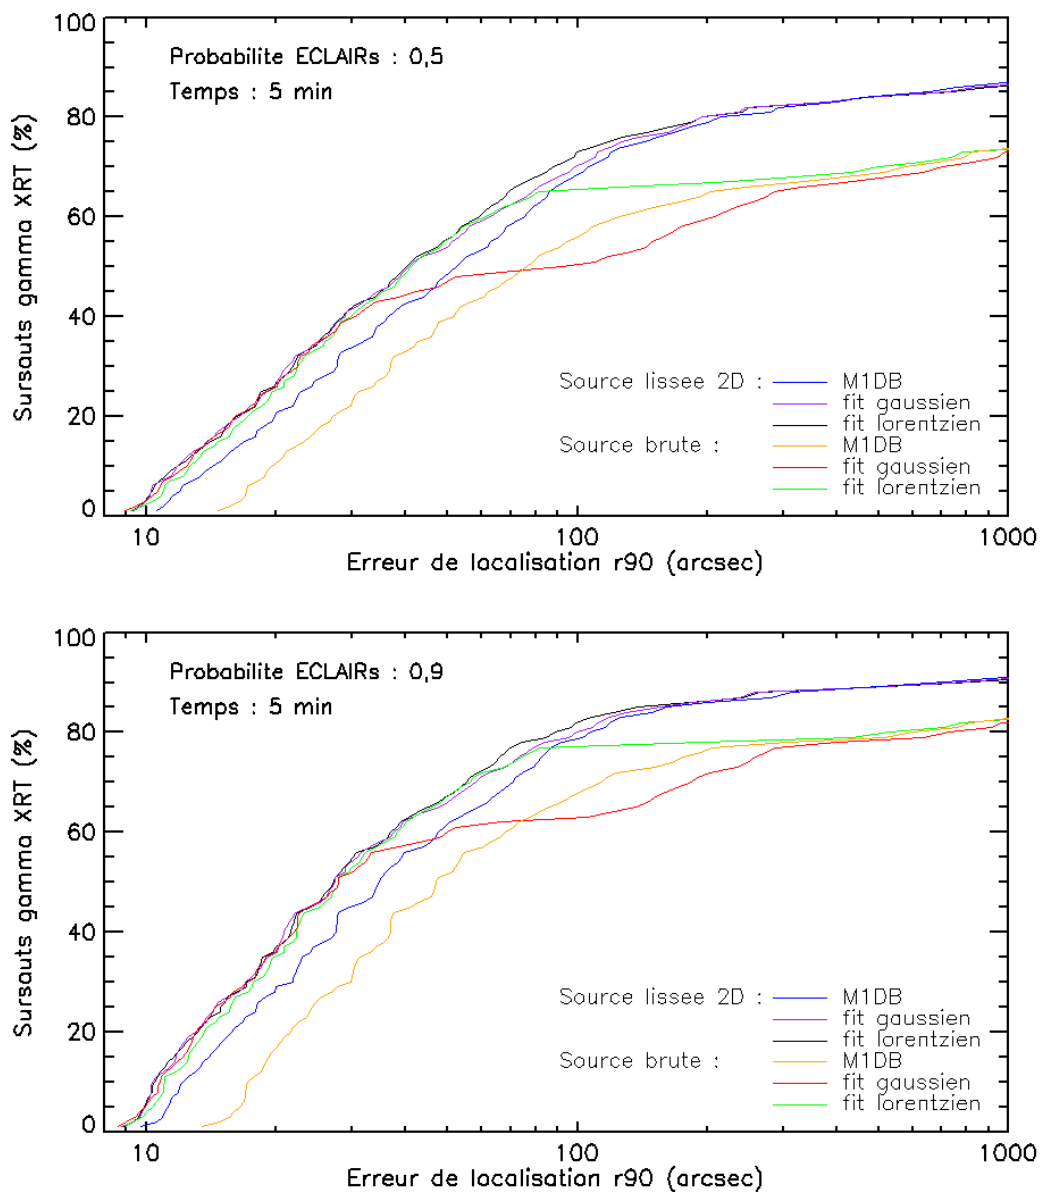 100
80
60
40
20
0
Sursauts gamma XRT (%)
Probabilite ECLAIRs : 0,5
Temps : 5 min
Source lissee 2D : M1DB
fit gaussien
fit lorentzien
Source brute : M1DB
fit gaussien
fit lorentzien
10 100 1000
Erreur de localisation r90 (arcsec)
100
80
60
40
20
0
Sursauts gamma XRT (%)
Probabilite ECLAIRs : 0,9
Temps : 5 min
Source lissee 2D : M1DB
fit gaussien
fit lorentzien
Source brute : M1DB
fit gaussien
fit lorentzien
10 100 1000
Erreur de localisation r90 (arcsec)